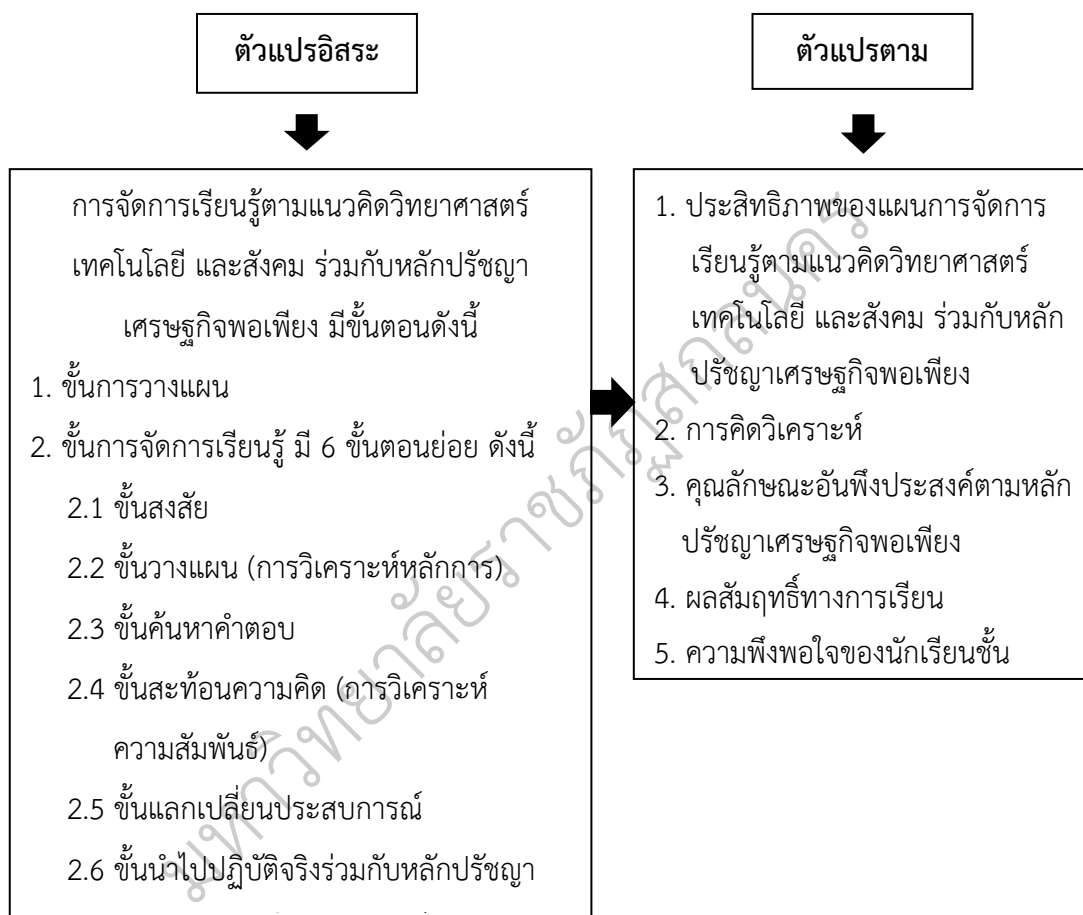 ตัวแปรอิสระ
ตัวแปรตาม
การจัดการเรียนรู้ตามแนวคิดวิทยาศาสตร์
เทคโนโลยี และสังคม ร่วมกับหลักปรัชญา
เศรษฐกิจพอเพียง มีขั้นตอนดังนี้
1. ขั้นการวางแผน
2. ขั้นการจัดการเรียนรู้ มี 6 ขั้นตอนย่อย ดังนี้
2.1 ขั้นสงสัย
2.2 ขั้นวางแผน (การวิเคราะห์หลักการ)
2.3 ขั้นค้นหาคำตอบ
2.4 ขั้นสะท้อนความคิด (การวิเคราะห์
ความสัมพันธ์)
2.5 ขั้นแลกเปลี่ยนประสบการณ์
2.6 ขั้นนำไปปฏิบัติจริงร่วมกับหลักปรัชญา
1. ประสิทธิภาพของแผนการจัดการ
เรียนรู้ตามแนวคิดวิทยาศาสตร์
เทคโนโลยี และสังคม ร่วมกับหลัก
ปรัชญาเศรษฐกิจพอเพียง
2. การคิดวิเคราะห์
3. คุณลักษณะอันพึงประสงค์ตามหลัก
ปรัชญาเศรษฐกิจพอเพียง
4. ผลสัมฤทธิ์ทางการเรียน
5. ความพึงพอใจของนักเรียนชั้น
มหาวิทยาลัยราชภัฏสกลนคร